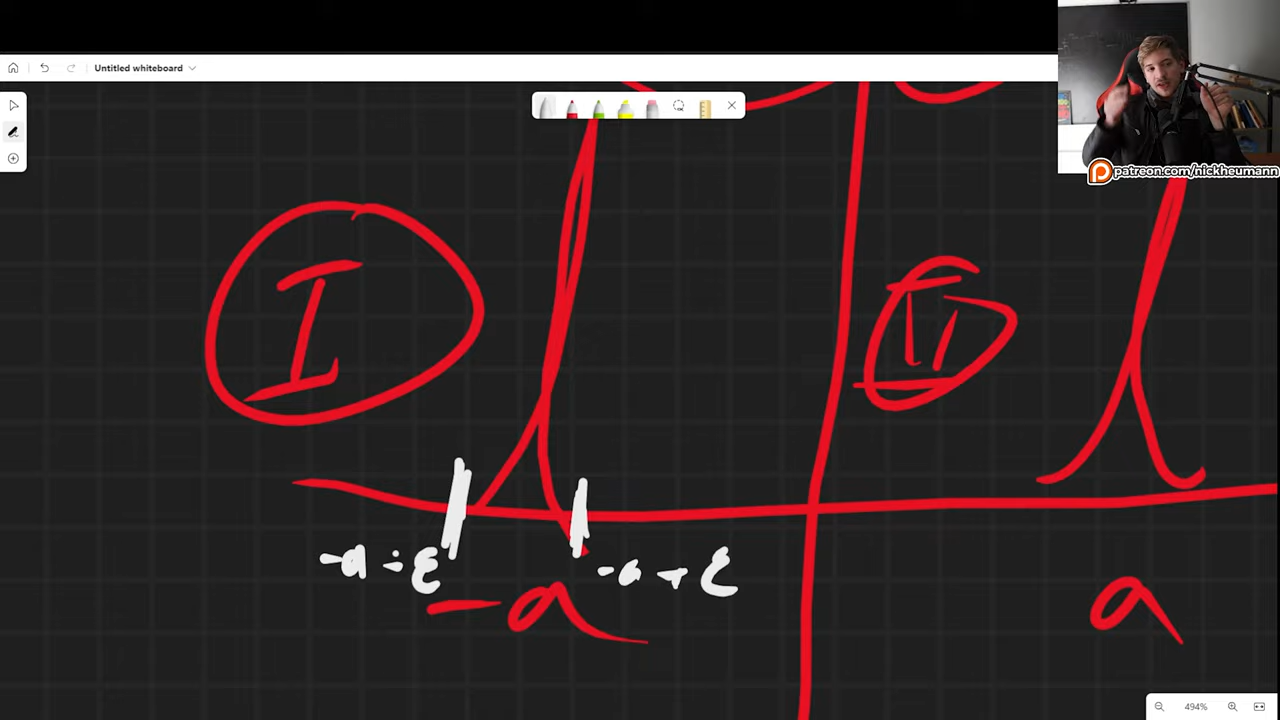 Untitled whiteboard
patreon.com/nickheumann
I
II
-a - ε
-a + ε
-a
a
494%